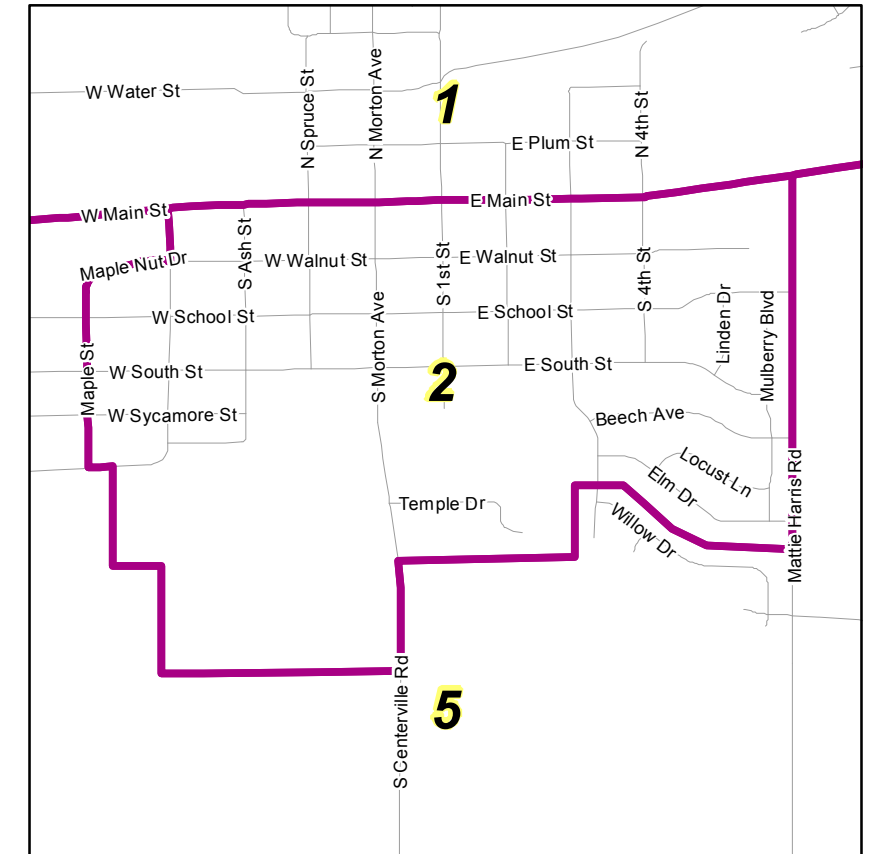 W Water St
N Spruce St
N Morton Ave
1
E Plum St
N 4th St
W Main St
E Main St
Maple Nut Dr
S Ash St
W Walnut St
S 1st St
E Walnut St
S 4th St
W School St
S Morton Ave
E School St
Linden Dr
Mulberry Blvd
Maple St
W South St
2
E South St
W Sycamore St
Beech Ave
Locust Ln
Elm Dr
Temple Dr
Willow Dr
Mattie Harris Rd
S Centerville Rd
5